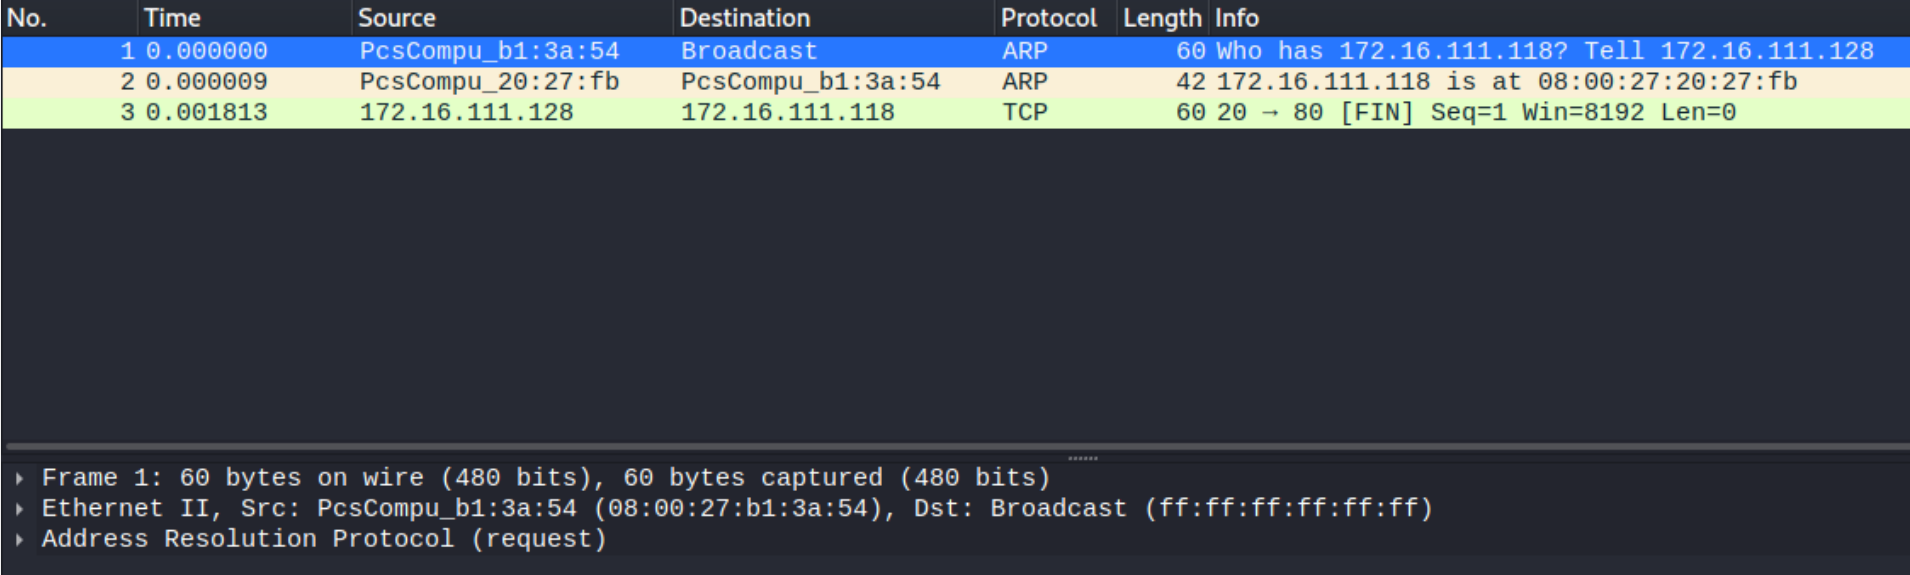 No. Time Source Destination Protocol Length Info
1 0.000000 PcsCompu_b1:3a:54 Broadcast ARP 60 Who has 172.16.111.118? Tell 172.16.111.128
2 0.000009 PcsCompu_20:27:fb PcsCompu_b1:3a:54 ARP 42 172.16.111.118 is at 08:00:27:20:27:fb
3 0.001813 172.16.111.128 172.16.111.118 TCP 60 20 → 80 [FIN] Seq=1 Win=8192 Len=0
Frame 1: 60 bytes on wire (480 bits), 60 bytes captured (480 bits)
Ethernet II, Src: PcsCompu_b1:3a:54 (08:00:27:b1:3a:54), Dst: Broadcast (ff:ff:ff:ff:ff:ff)
Address Resolution Protocol (request)